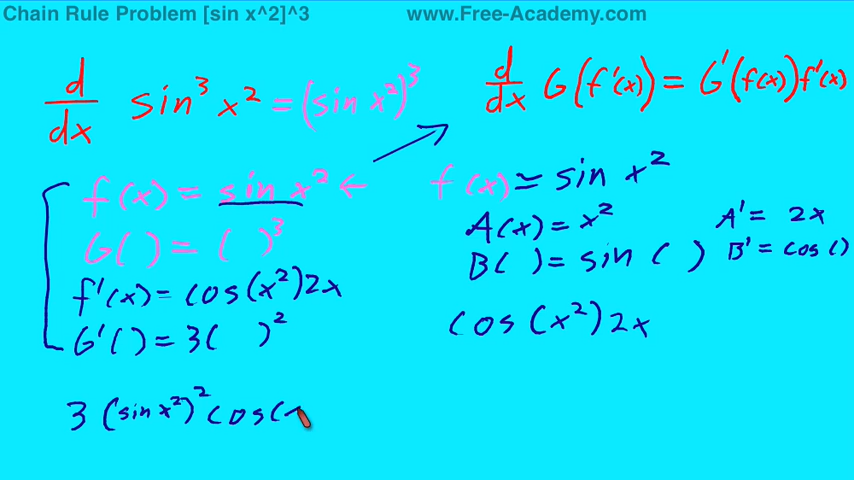 Chain Rule Problem [sin x^2]^3 www.Free-Academy.com
d/dx sin³ x² = (sin x²)³
d/dx G(f'(x)) = G'(f(x)) f'(x)
f(x) = sin x² ←
G( ) = ( )³
f'(x) = cos(x²)2x
G'( ) = 3( )²
3 (sin x²)² cos(
f(x) = sin x²
A(x) = x² A' = 2x
B( ) = sin ( ) B' = cos ()
cos (x²) 2x